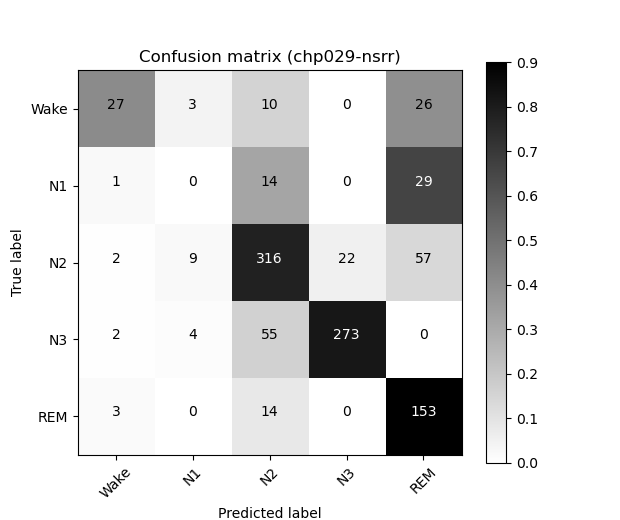 Confusion matrix (chp029-nsrr)
Wake 27 3 10 0 26
N1 1 0 14 0 29
N2 2 9 316 22 57
N3 2 4 55 273 0
REM 3 0 14 0 153
Wake N1 N2 N3 REM
Predicted label
True label
0.9
0.8
0.7
0.6
0.5
0.4
0.3
0.2
0.1
0.0